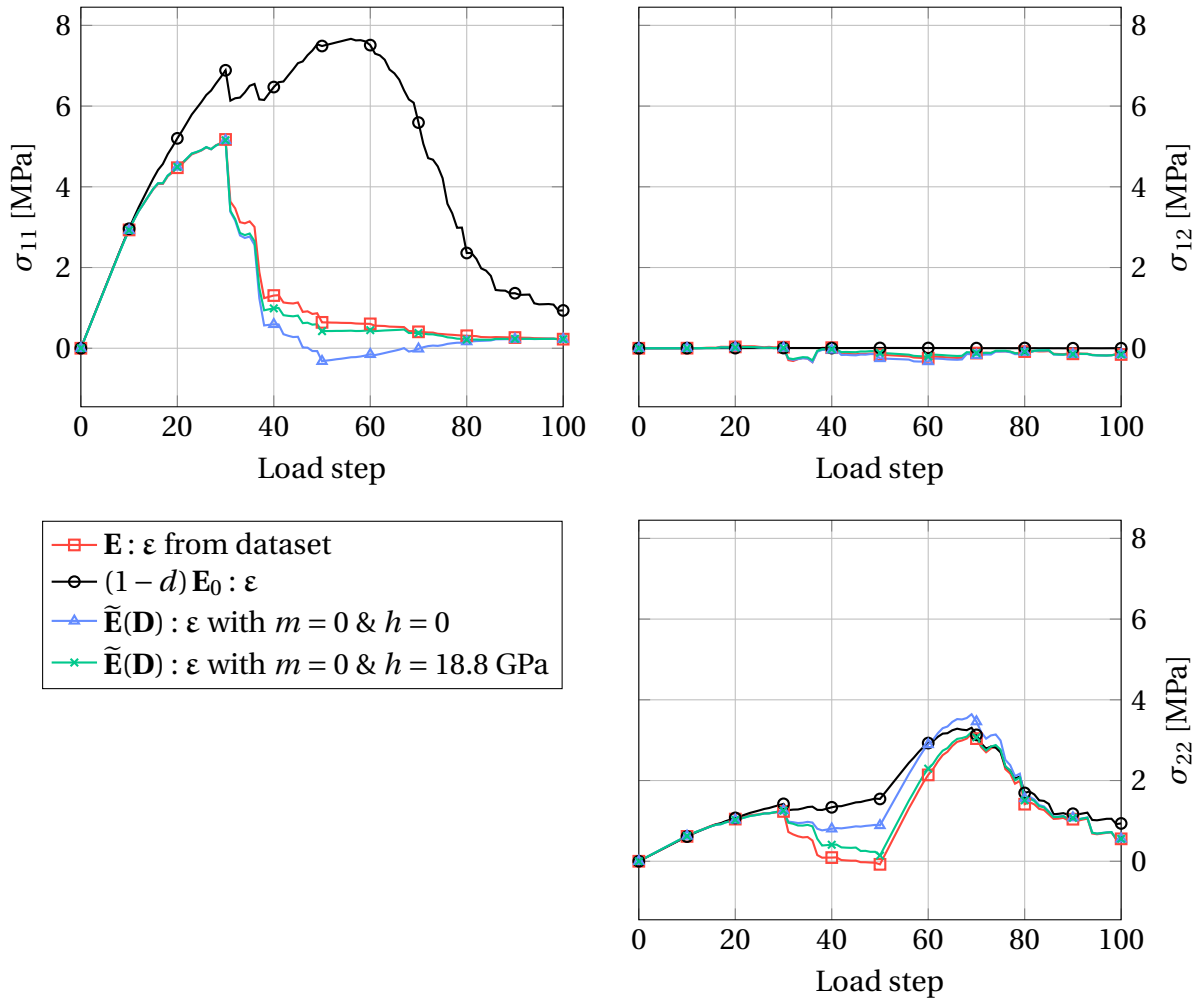 8
6
4
2
0
σ₁₁ [MPa]
0 20 40 60 80 100
Load step
8
6
4
2
0
σ₁₂ [MPa]
0 20 40 60 80 100
Load step
E : ε from dataset
(1 − d) E₀ : ε
Ẽ(D) : ε with m = 0 & h = 0
Ẽ(D) : ε with m = 0 & h = 18.8 GPa
8
6
4
2
0
σ₂₂ [MPa]
0 20 40 60 80 100
Load step